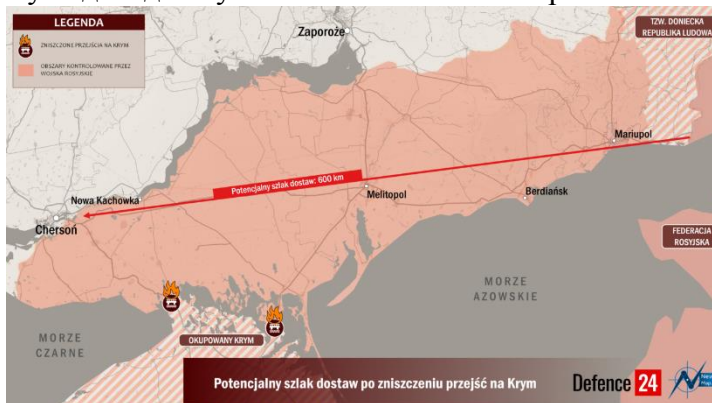 LEGENDA
ZNISZCZONE PRZEJŚCIA NA KRYM
OBSZARY KONTROLOWANE PRZEZ
WOJSKA ROSYJSKIE
Zaporoże
TZW. DONIECKA
REPUBLIKA LUDOWA
Mariupol
Potencjalny szlak dostaw: 600 km
Nowa Kachowka
Melitopol
Berdiańsk
Chersoń
FEDERACJA
ROSYJSKA
MORZE
AZOWSKIE
MORZE
CZARNE
OKUPOWANY KRYM
Potencjalny szlak dostaw po zniszczeniu przejść na Krym
Defence 24